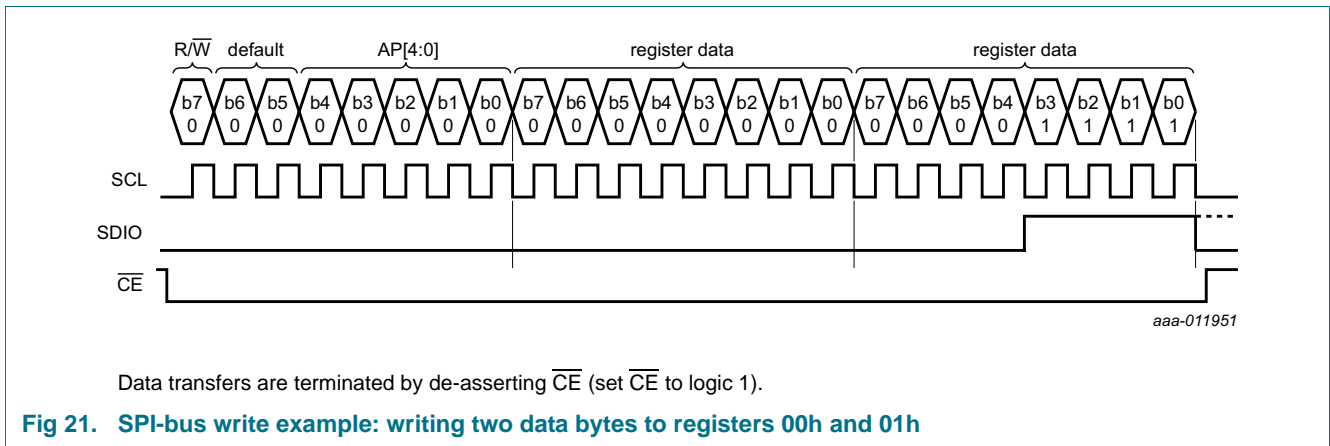 R/W default AP[4:0] register data register data
b7 b6 b5 b4 b3 b2 b1 b0 b7 b6 b5 b4 b3 b2 b1 b0 b7 b6 b5 b4 b3 b2 b1 b0
0 0 0 0 0 0 0 0 0 0 0 0 0 0 0 0 0 0 0 0 1 1 1 1
SCL
SDIO
CE
aaa-011951
Data transfers are terminated by de-asserting CE (set CE to logic 1).
Fig 21. SPI-bus write example: writing two data bytes to registers 00h and 01h